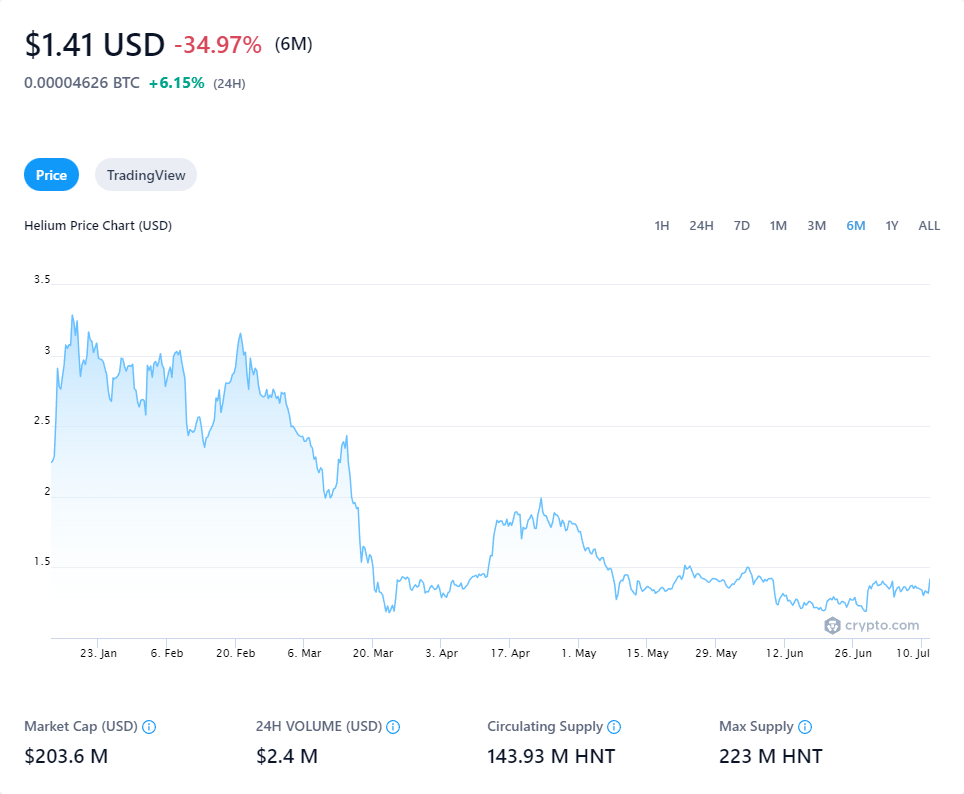 $1.41 USD -34.97% (6M)
0.00004626 BTC +6.15% (24H)
Price TradingView
Helium Price Chart (USD) 1H 24H 7D 1M 3M 6M 1Y ALL
3.5
3
2.5
2
1.5
crypto.com
23. Jan 6. Feb 20. Feb 6. Mar 20. Mar 3. Apr 17. Apr 1. May 15. May 29. May 12. Jun 26. Jun 10. Jul
Market Cap (USD) 24H VOLUME (USD) Circulating Supply Max Supply
$203.6 M $2.4 M 143.93 M HNT 223 M HNT